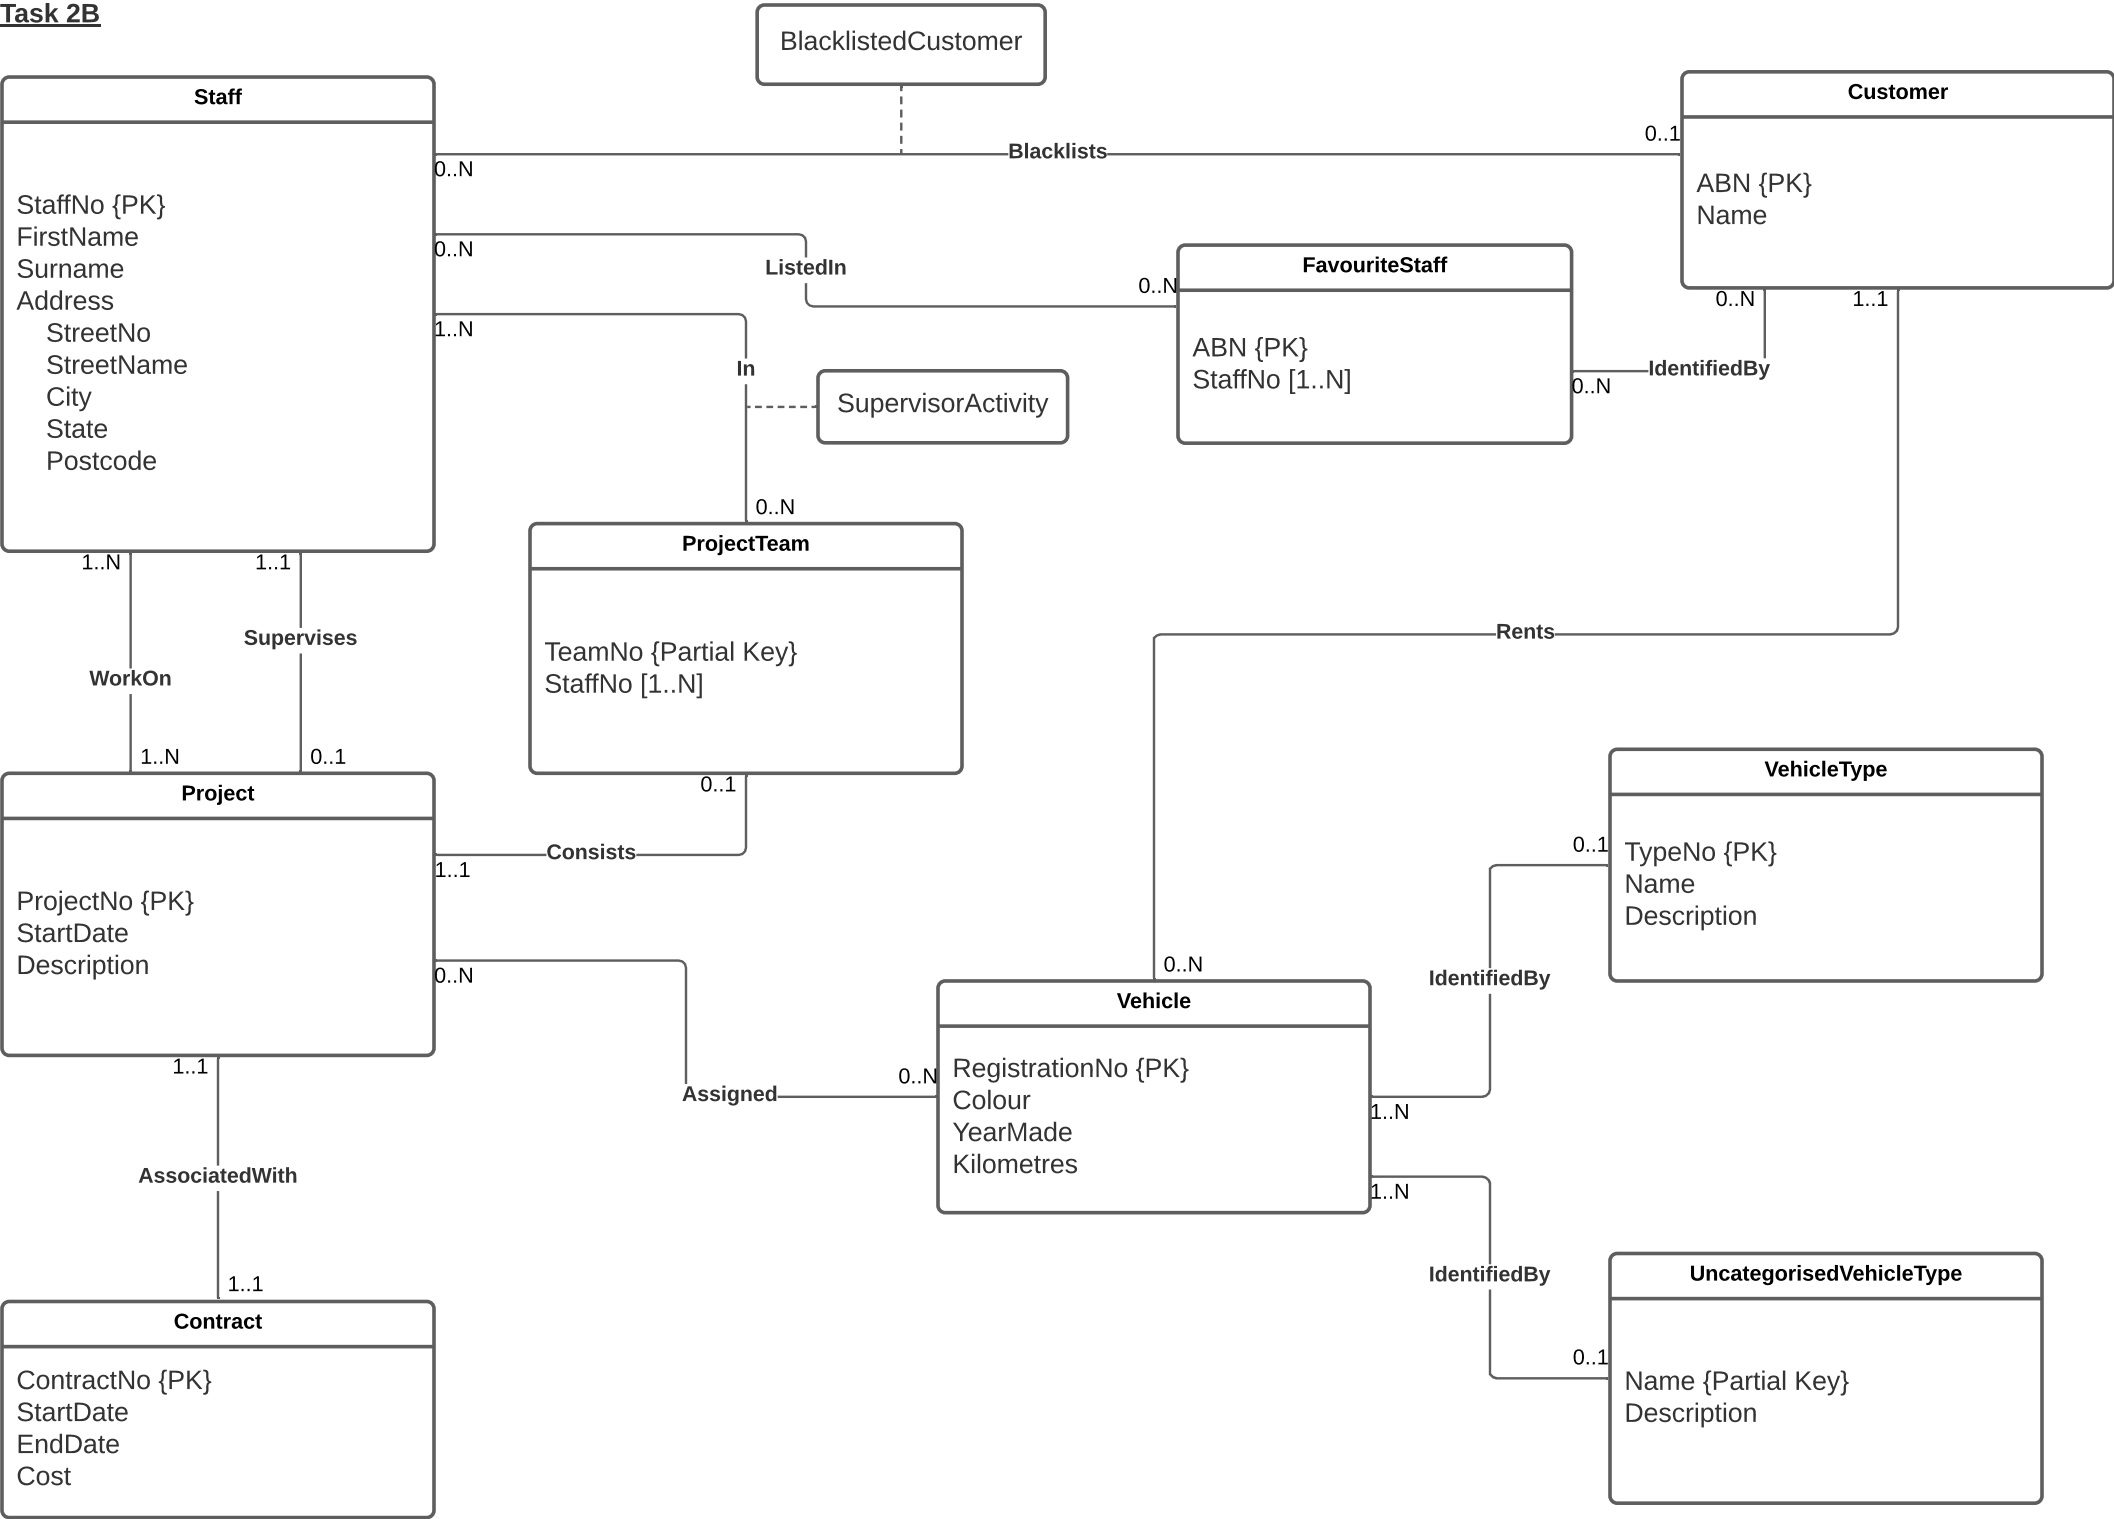 Task 2B
BlacklistedCustomer
Staff
StaffNo {PK}
FirstName
Surname
Address
StreetNo
StreetName
City
State
Postcode
Customer
ABN {PK}
Name
0..N
Blacklists
0..1
0..N
ListedIn
0..N
FavouriteStaff
ABN {PK}
StaffNo [1..N]
0..N
IdentifiedBy
0..N
1..1
1..N
In
SupervisorActivity
0..N
ProjectTeam
TeamNo {Partial Key}
StaffNo [1..N]
1..N
1..1
Supervises
WorkOn
1..N
0..1
Rents
Project
ProjectNo {PK}
StartDate
Description
0..1
Consists
1..1
0..N
Assigned
0..N
0..N
Vehicle
RegistrationNo {PK}
Colour
YearMade
Kilometres
VehicleType
TypeNo {PK}
Name
Description
0..1
IdentifiedBy
1..N
1..N
IdentifiedBy
0..1
UncategorisedVehicleType
Name {Partial Key}
Description
1..1
AssociatedWith
1..1
Contract
ContractNo {PK}
StartDate
EndDate
Cost